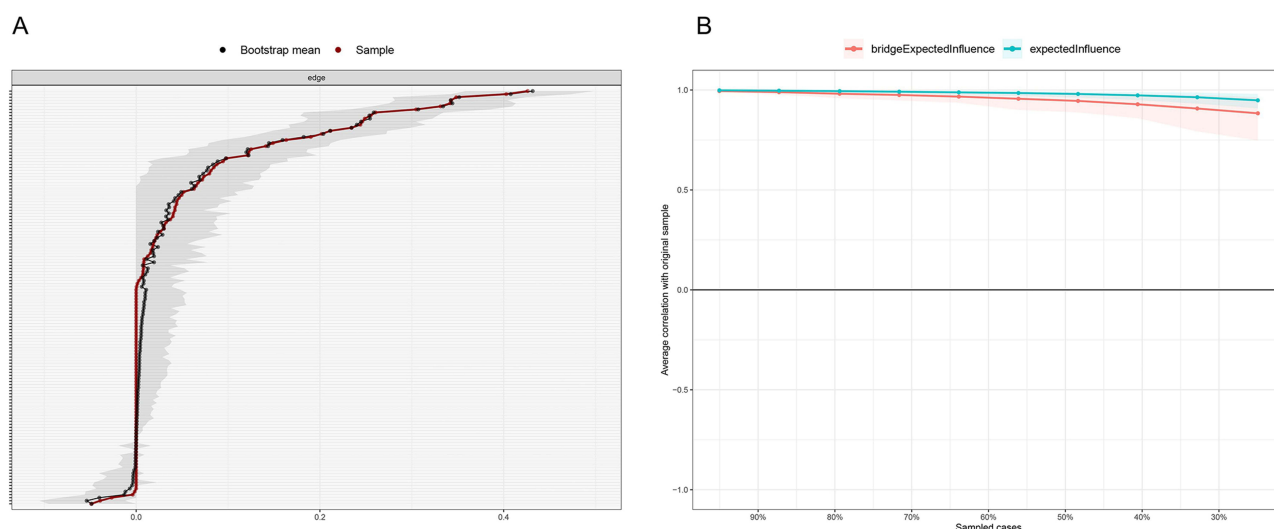 A
Bootstrap mean Sample
edge
0.0 0.2 0.4
B
bridgeExpectedInfluence expectedInfluence
Average correlation with original sample
1.0
0.5
0.0
−0.5
−1.0
90% 80% 70% 60% 50% 40% 30%
Sampled cases